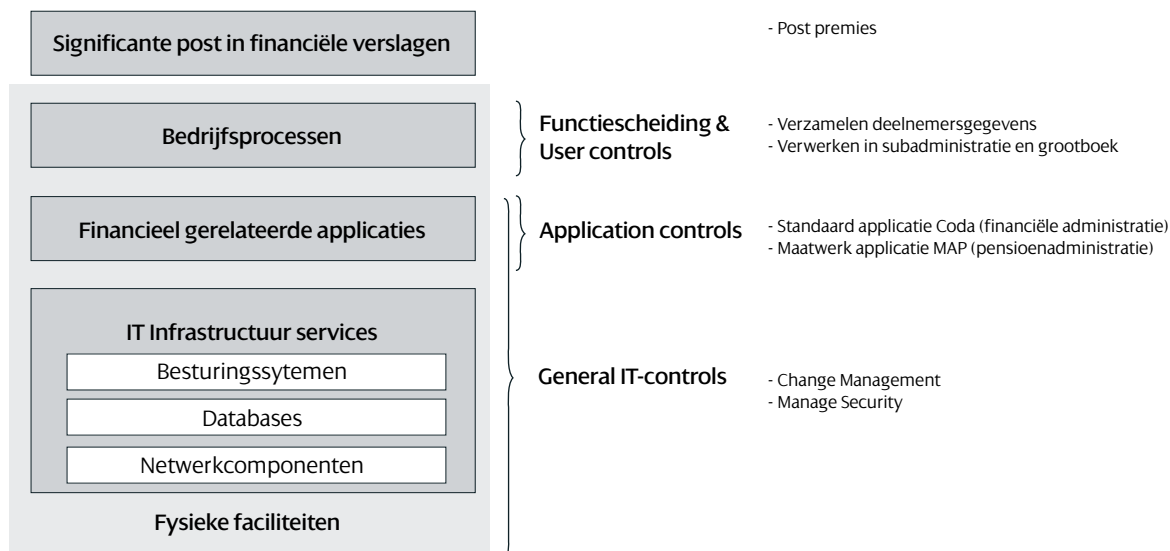 Significante post in financiële verslagen
- Post premies
Bedrijfsprocessen
Functiescheiding &
User controls
- Verzamelen deelnemersgegevens
- Verwerken in subadministratie en grootboek
Financieel gerelateerde applicaties
Application controls
- Standaard applicatie Coda (financiële administratie)
- Maatwerk applicatie MAP (pensioenadministratie)
IT Infrastructuur services
Besturingssytemen
Databases
Netwerkcomponenten
General IT-controls
- Change Management
- Manage Security
Fysieke faciliteiten